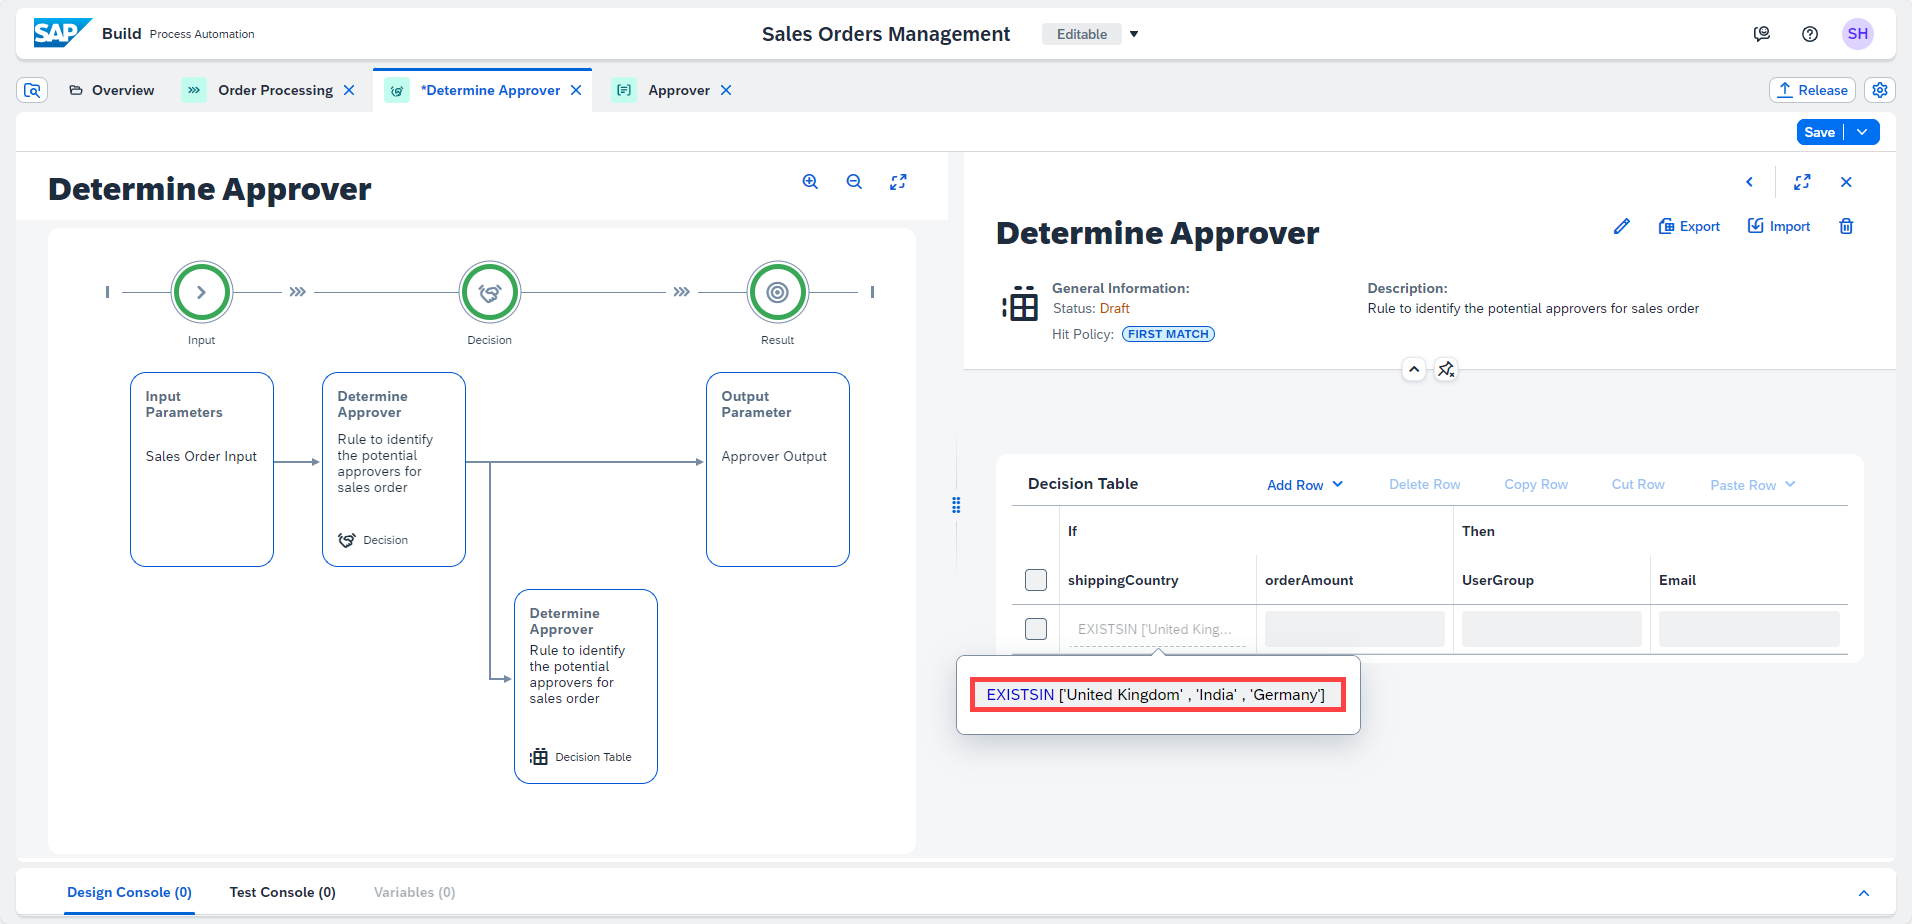 SAP Build Process Automation
Sales Orders Management
Editable
SH
Overview
Order Processing
*Determine Approver
Approver
Release
Save
Determine Approver
Input
Decision
Result
Input
Parameters
Sales Order Input
Determine
Approver
Rule to identify
the potential
approvers for
sales order
Decision
Output
Parameter
Approver Output
Determine
Approver
Rule to identify
the potential
approvers for
sales order
Decision Table
Determine Approver
Export
Import
General Information:
Status: Draft
Hit Policy: FIRST MATCH
Description:
Rule to identify the potential approvers for sales order
Decision Table
Add Row
Delete Row
Copy Row
Cut Row
Paste Row
If
Then
shippingCountry
orderAmount
UserGroup
Email
EXISTSIN ['United King...
EXISTSIN ['United Kingdom' , 'India' , 'Germany']
Design Console (0)
Test Console (0)
Variables (0)